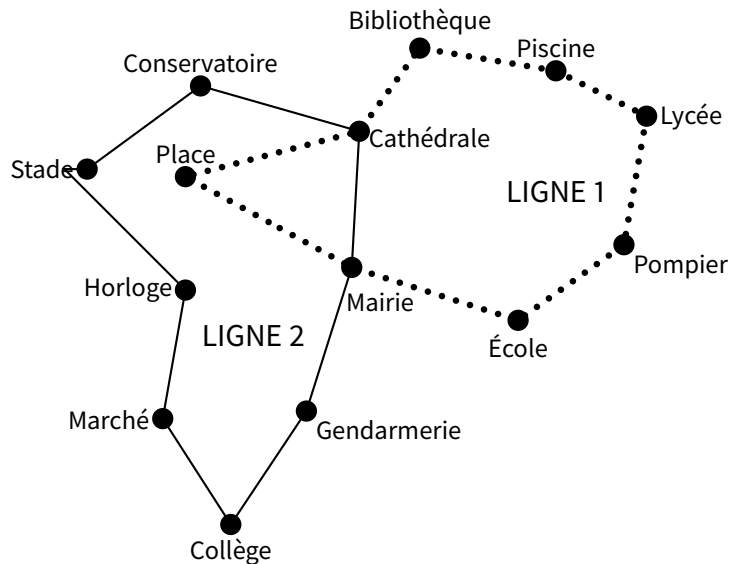 Bibliothèque
Piscine
Conservatoire
Lycée
Cathédrale
Place
Stade
LIGNE 1
Pompier
Horloge
Mairie
LIGNE 2
École
Marché
Gendarmerie
Collège